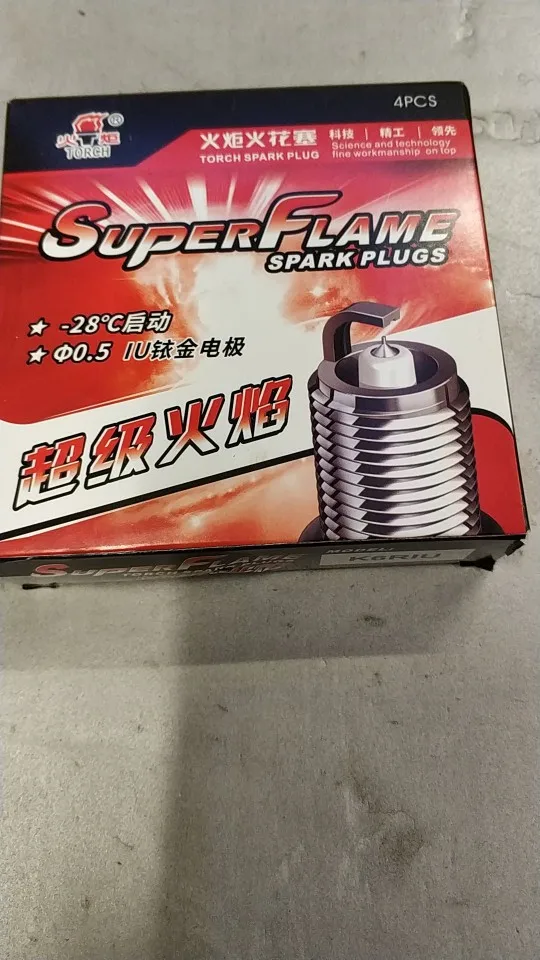 4PCS
火炬
®
TORCH
火炬火花塞
TORCH SPARK PLUG
科技 | 精工 | 领先
Science and technology
fine workmanship on top
SUPERFLAME
SPARK PLUGS
★ -28℃启动
★ Φ0.5 IU铱金电极
超级火焰
SUPERFLAME
MODEL:
K6RIU